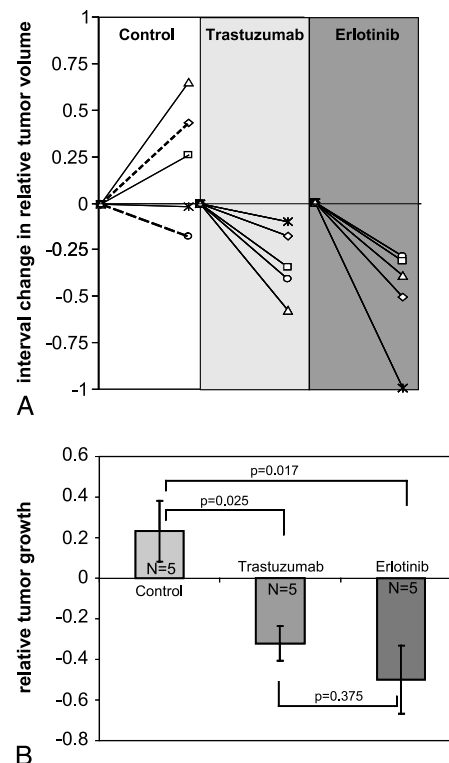 Control Trastuzumab Erlotinib
interval change in relative tumor volume
1
0.75
0.5
0.25
0
-0.25
-0.5
-0.75
-1
A
relative tumor growth
0.6
0.4
0.2
0
-0.2
-0.4
-0.6
-0.8
p=0.017
p=0.025
N=5
Control
Trastuzumab
N=5
Erlotinib
N=5
p=0.375
B